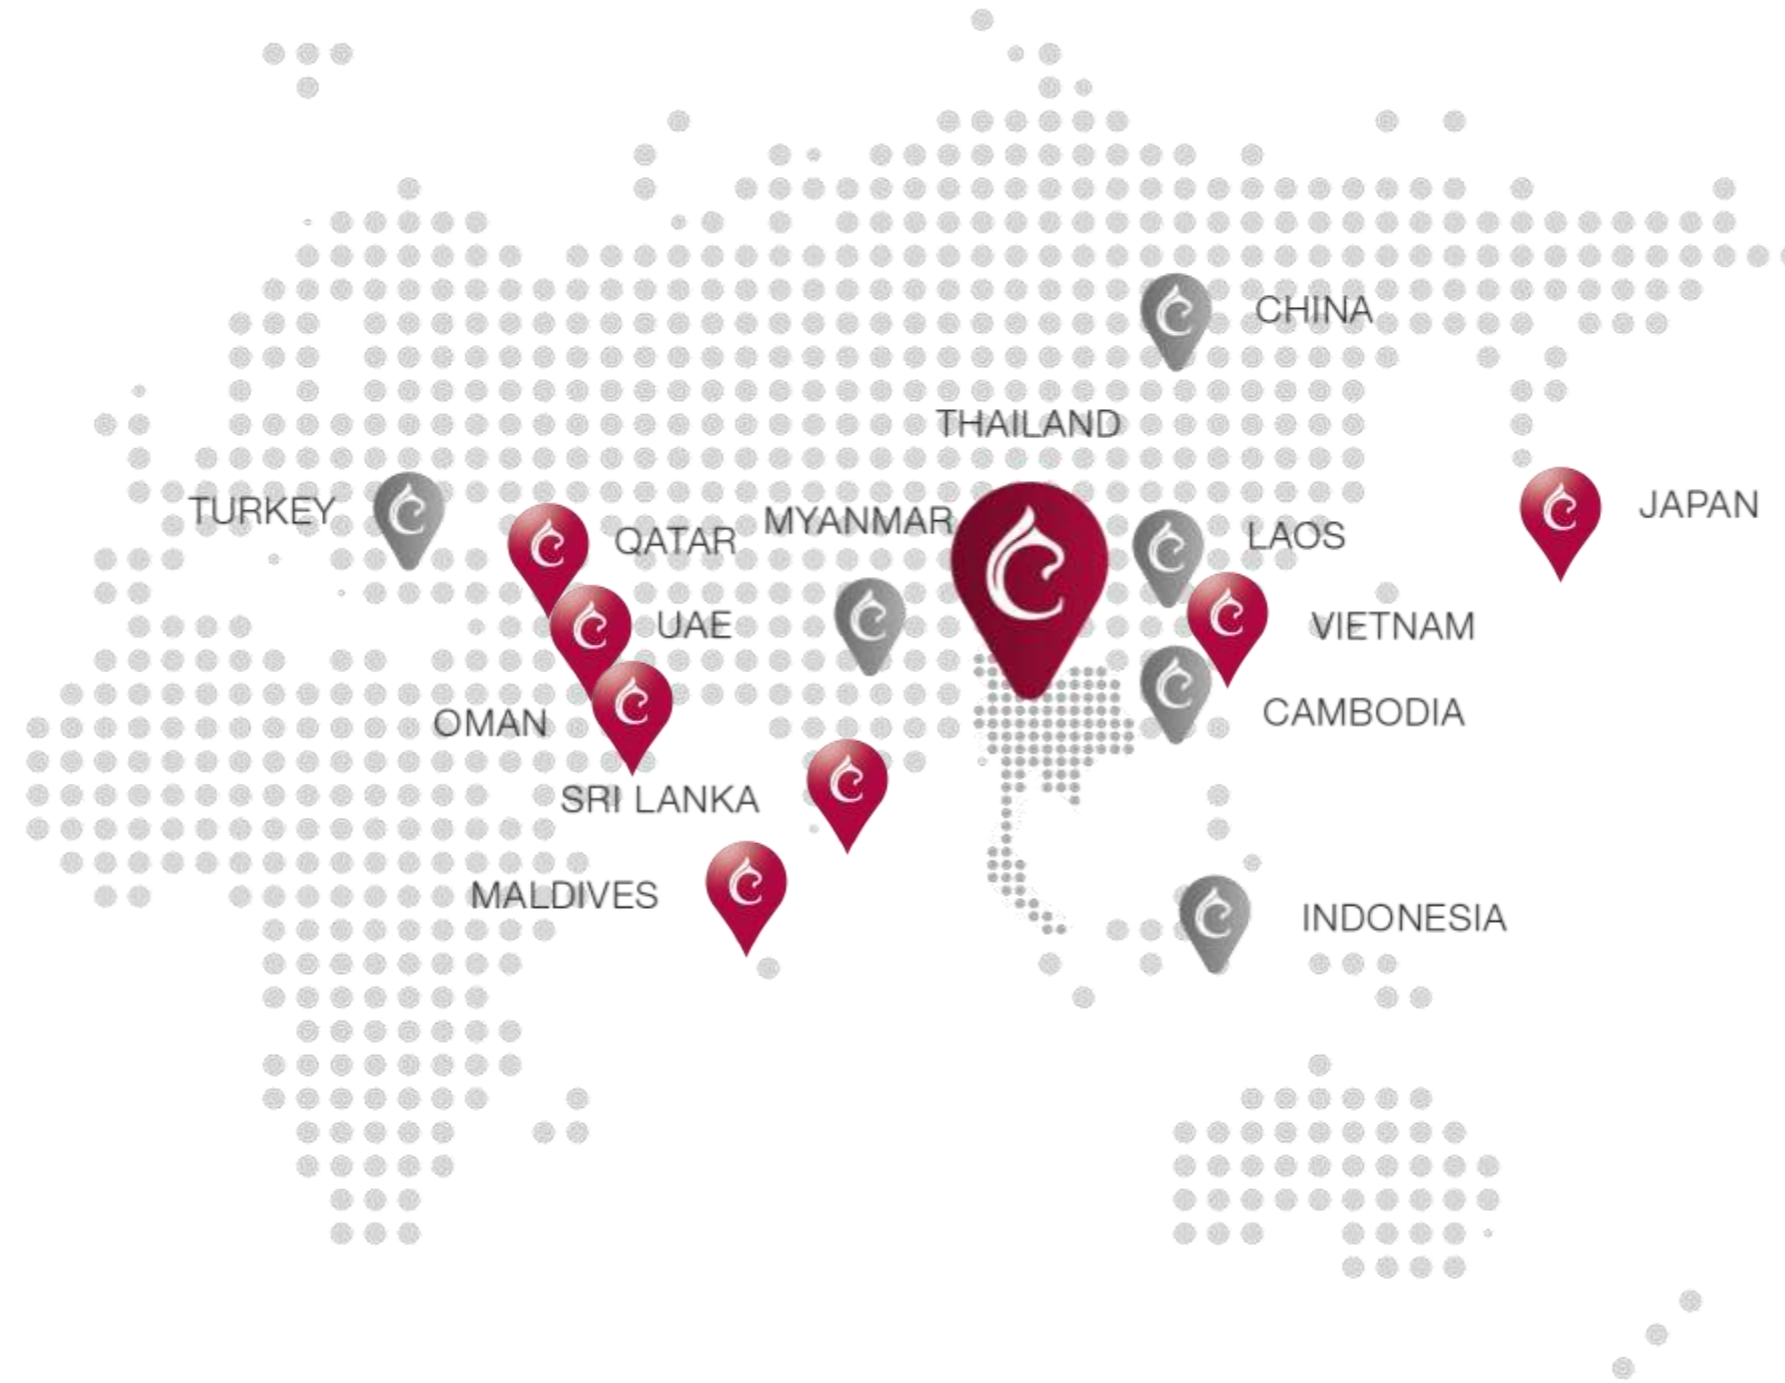 CHINA
THAILAND
TURKEY
QATAR
MYANMAR
LAOS
JAPAN
UAE
VIETNAM
OMAN
CAMBODIA
SRI LANKA
MALDIVES
INDONESIA